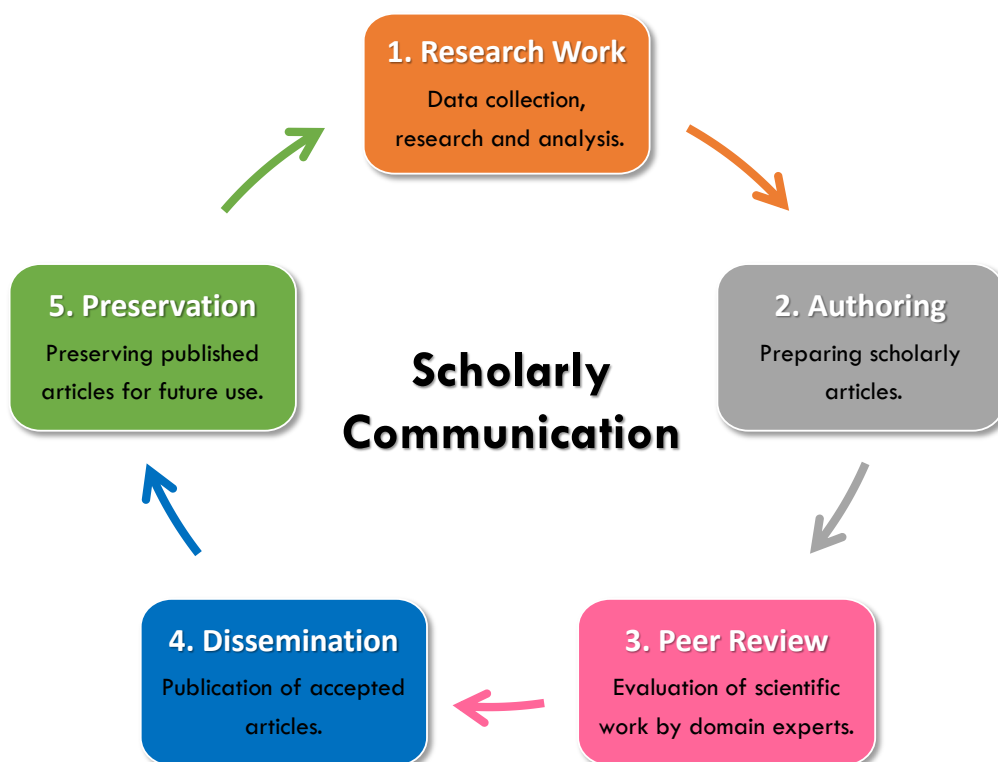 1. Research Work
Data collection,
research and analysis.
2. Authoring
Preparing scholarly
articles.
3. Peer Review
Evaluation of scientific
work by domain experts.
4. Dissemination
Publication of accepted
articles.
5. Preservation
Preserving published
articles for future use.
Scholarly
Communication